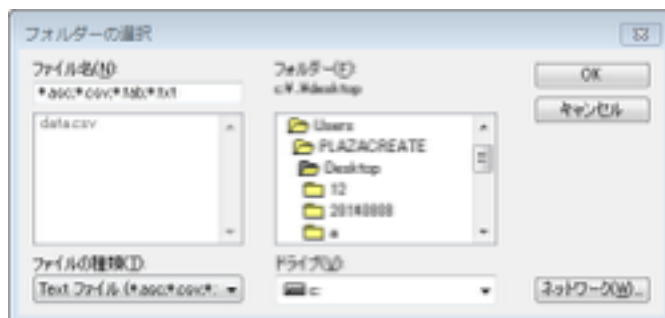 フォルダーの選択
ファイル名(N):
*.asc;*.csv;*.tab;*.txt
data.csv
ファイルの種類(T):
Text ファイル (*.asc;*.csv;*.
フォルダー(F):
c:¥..¥desktop
Users
PLAZACREATE
Desktop
12
20140808
a
ドライブ(V):
c:
OK
キャンセル
ネットワーク(W)...